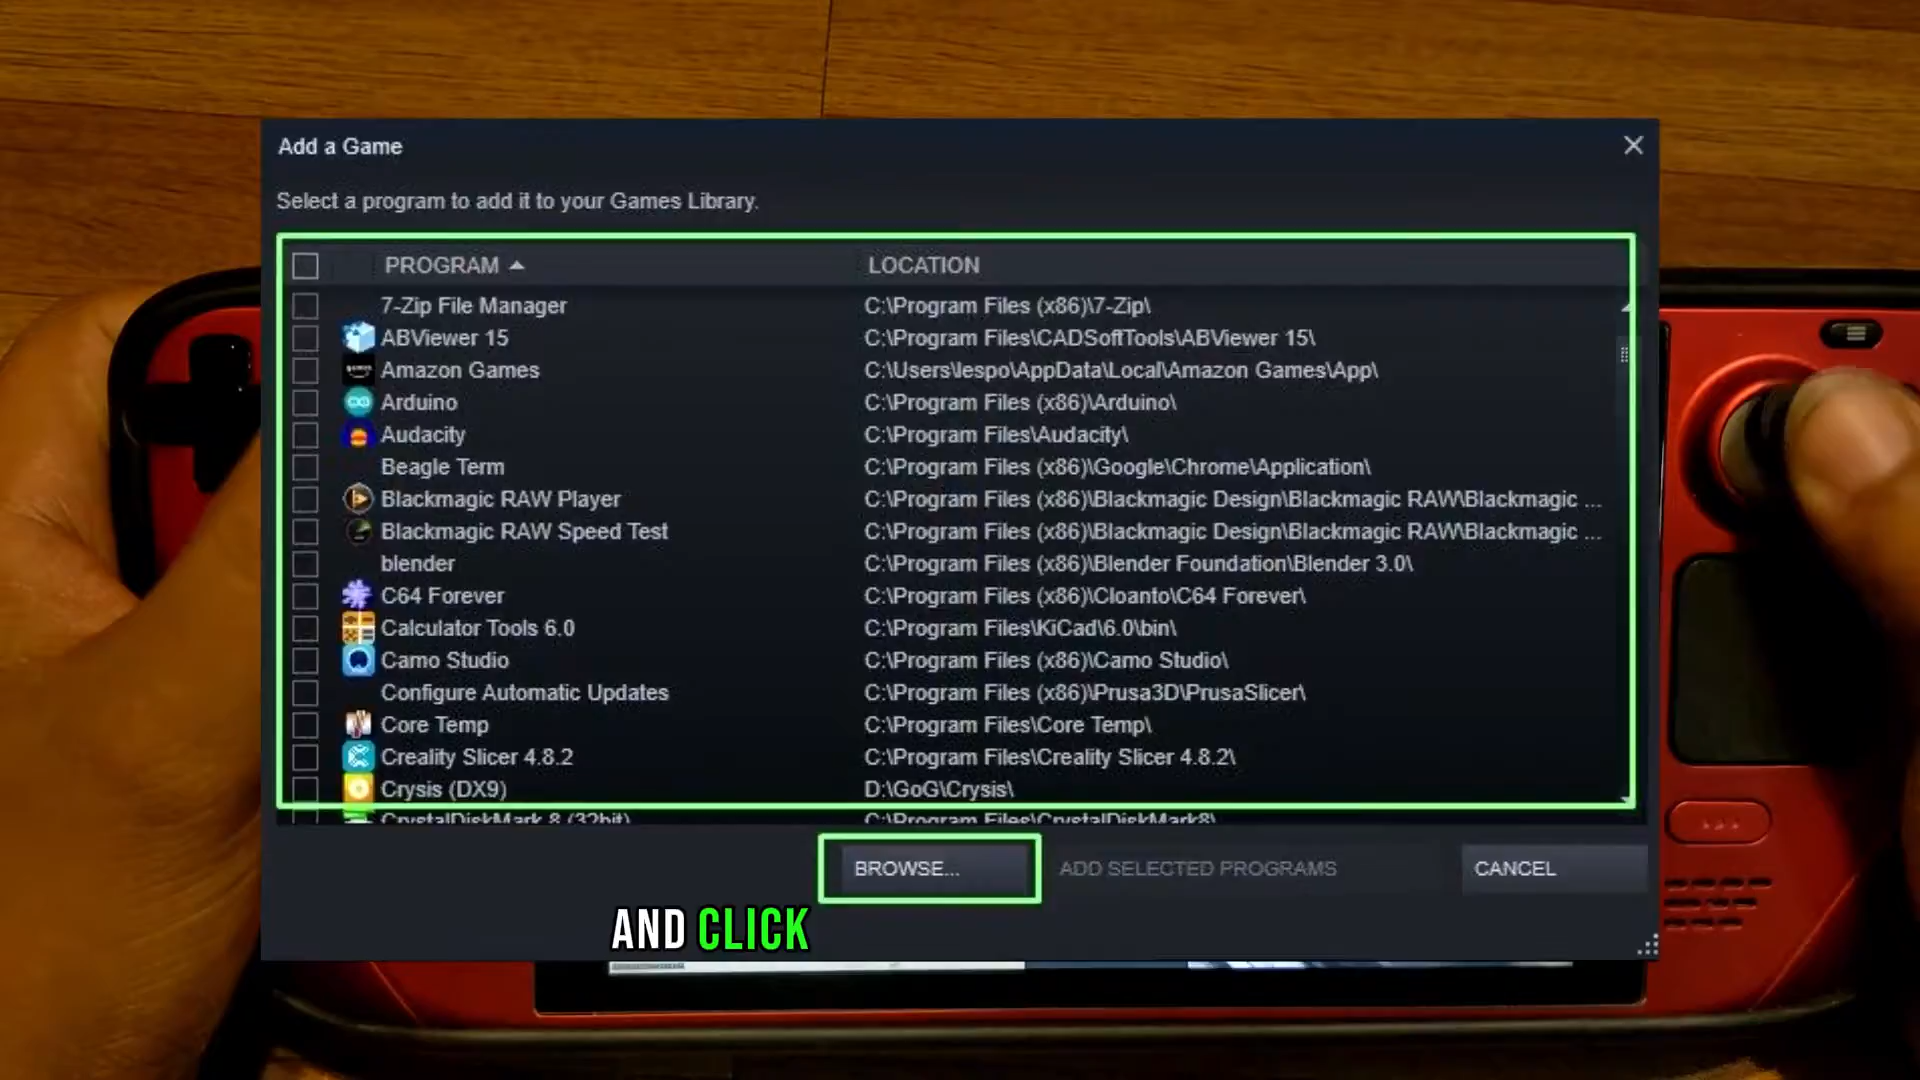 Add a Game
Select a program to add it to your Games Library.
PROGRAM LOCATION
7-Zip File Manager C:\Program Files (x86)\7-Zip\
ABViewer 15 C:\Program Files\CADSoftTools\ABViewer 15\
Amazon Games C:\Users\lespo\AppData\Local\Amazon Games\App\
Arduino C:\Program Files (x86)\Arduino\
Audacity C:\Program Files\Audacity\
Beagle Term C:\Program Files (x86)\Google\Chrome\Application\
Blackmagic RAW Player C:\Program Files (x86)\Blackmagic Design\Blackmagic RAW\Blackmagic ...
Blackmagic RAW Speed Test C:\Program Files (x86)\Blackmagic Design\Blackmagic RAW\Blackmagic ...
blender C:\Program Files (x86)\Blender Foundation\Blender 3.0\
C64 Forever C:\Program Files (x86)\Cloanto\C64 Forever\
Calculator Tools 6.0 C:\Program Files\KiCad\6.0\bin\
Camo Studio C:\Program Files (x86)\Camo Studio\
Configure Automatic Updates C:\Program Files (x86)\Prusa3D\PrusaSlicer\
Core Temp C:\Program Files\Core Temp\
Creality Slicer 4.8.2 C:\Program Files\Creality Slicer 4.8.2\
Crysis (DX9) D:\GoG\Crysis\
CrystalDiskMark 8 (32bit) C:\Program Files\CrystalDiskMark8\
BROWSE... ADD SELECTED PROGRAMS CANCEL
AND CLICK